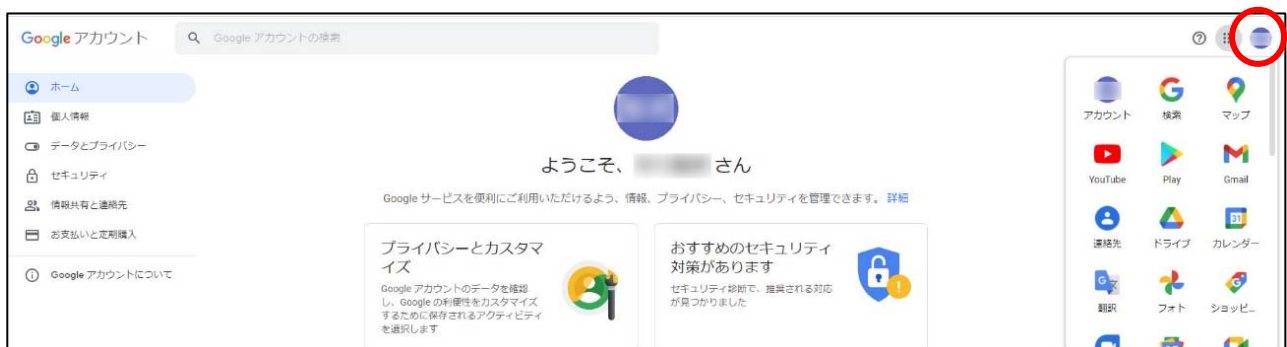 Google アカウント
Google アカウントの検索
ホーム
個人情報
データとプライバシー
セキュリティ
情報共有と連絡先
お支払いと定期購入
Google アカウントについて
ようこそ、 さん
Google サービスを便利にご利用いただけるよう、情報、プライバシー、セキュリティを管理できます。 詳細
プライバシーとカスタマ
イズ
Google アカウントのデータを確認
し、Google の利便性をカスタマイズ
するために保存されるアクティビティ
を選択します
おすすめのセキュリティ
対策があります
セキュリティ診断で、推奨される対応
が見つかりました
アカウント 検索 マップ
YouTube Play Gmail
31
連絡先 ドライブ カレンダー
翻訳 フォト ショッピ...